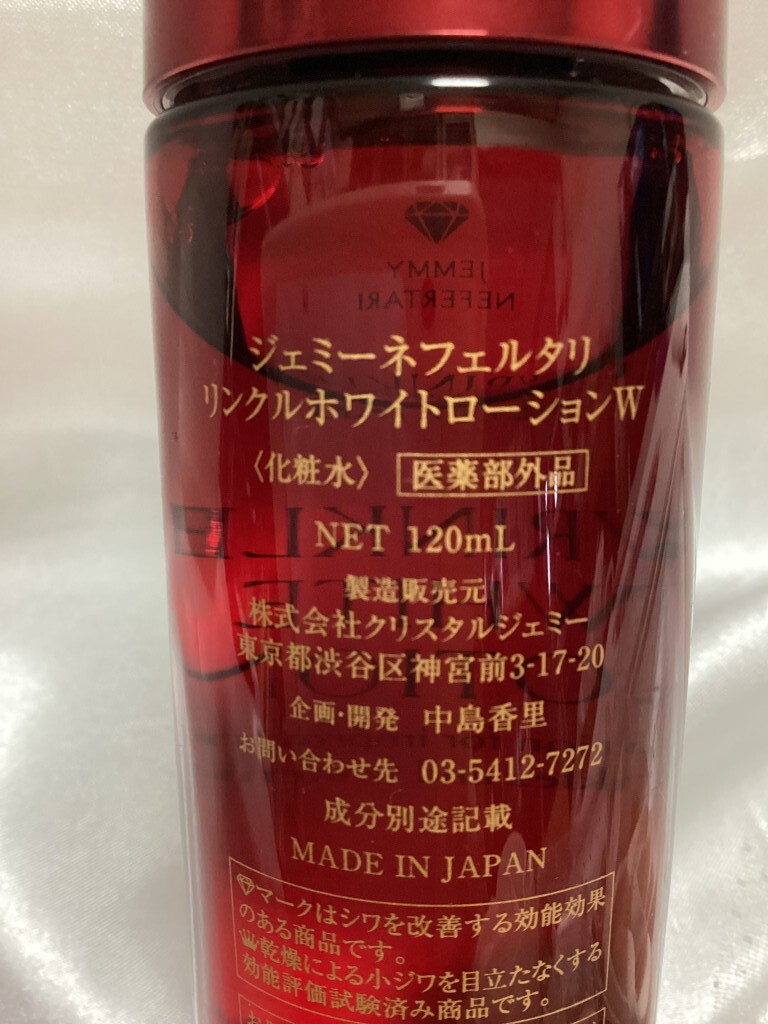 JEMMY
NEFERTARI
ジェミーネフェルタリ
リンクルホワイトローションW
〈化粧水〉 医薬部外品
NET 120mL
製造販売元
株式会社クリスタルジェミー
東京都渋谷区神宮前3-17-20
企画・開発 中島香里
お問い合わせ先 03-5412-7272
成分別途記載
MADE IN JAPAN
マークはシワを改善する効能効果
のある商品です。
乾燥による小ジワを目立たなくする
効能評価試験済み商品です。